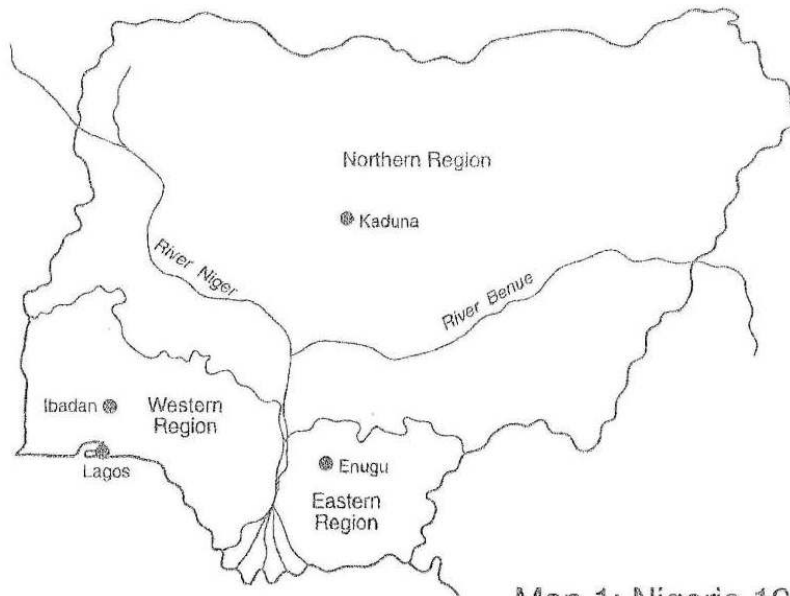 Northern Region
Kaduna
River Niger
River Benue
Ibadan
Western
Region
Lagos
Enugu
Eastern
Region
Map 1: Nigeria